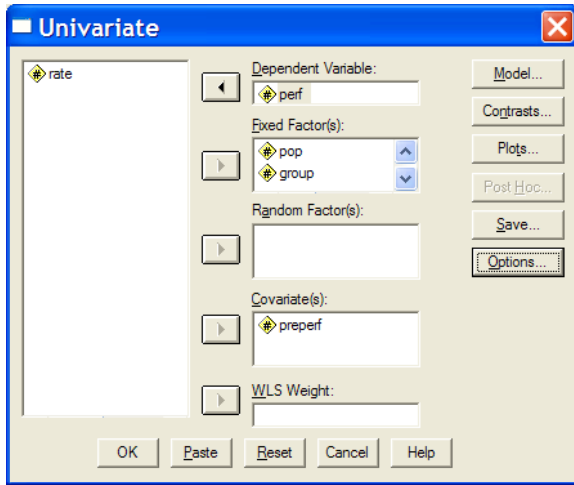 Univariate
rate
Dependent Variable:
perf
Fixed Factor(s):
pop
group
Random Factor(s):
Covariate(s):
preperf
WLS Weight:
Model...
Contrasts...
Plots...
Post Hoc...
Save...
Options...
OK
Paste
Reset
Cancel
Help